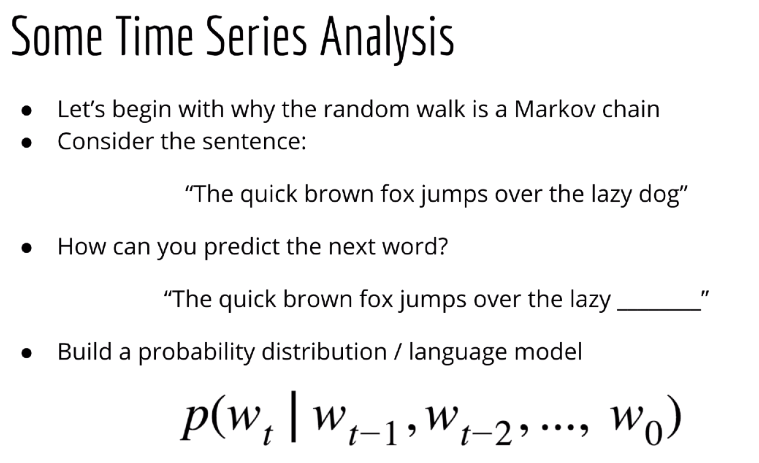 Some Time Series Analysis
● Let’s begin with why the random walk is a Markov chain
● Consider the sentence:
“The quick brown fox jumps over the lazy dog”
● How can you predict the next word?
“The quick brown fox jumps over the lazy _______”
● Build a probability distribution / language model
p(w_t | w_{t−1}, w_{t−2}, ..., w_0)